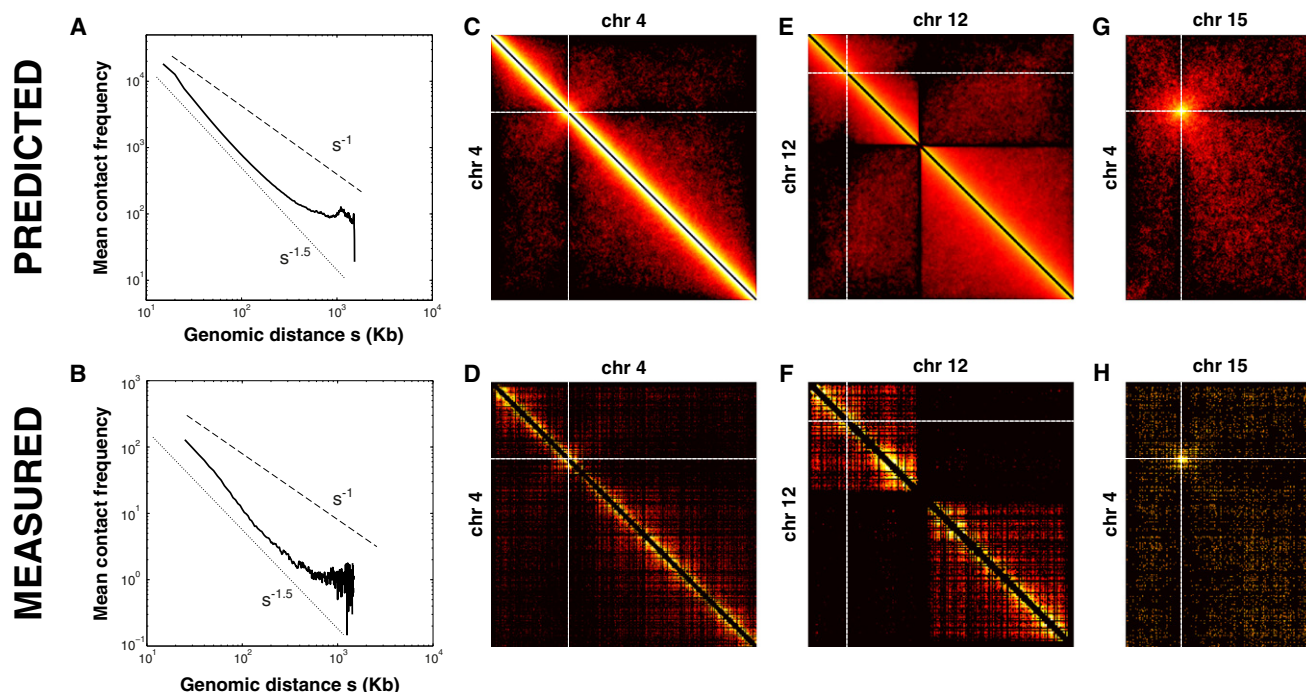 PREDICTED
A
Mean contact frequency
10^4
10^3
10^2
10^1
s^-1
s^-1.5
10^1
10^2
10^3
10^4
Genomic distance s (Kb)
C
chr 4
chr 4
E
chr 12
chr 12
G
chr 15
chr 4
MEASURED
B
Mean contact frequency
10^3
10^2
10^1
10^0
10^−1
s^-1
s^-1.5
10^1
10^2
10^3
10^4
Genomic distance s (Kb)
D
chr 4
chr 4
F
chr 12
chr 12
H
chr 15
chr 4